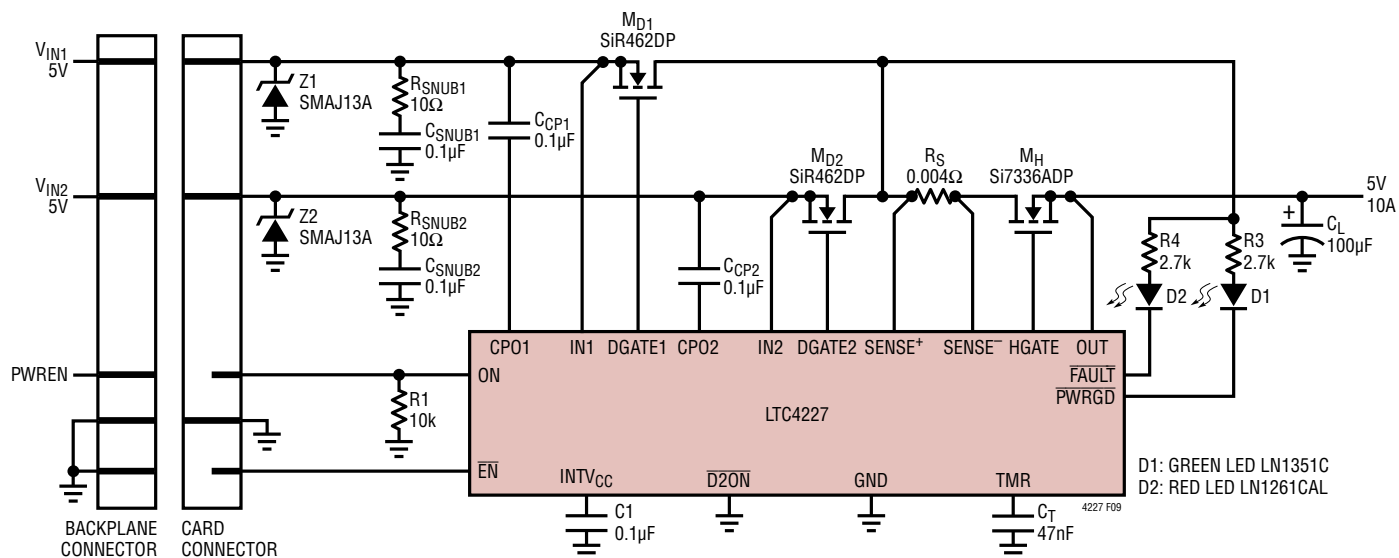 VIN1
5V
Z1
SMAJ13A
RSNUB1
10Ω
CSNUB1
0.1µF
CCP1
0.1µF
MD1
SiR462DP
VIN2
5V
Z2
SMAJ13A
RSNUB2
10Ω
CSNUB2
0.1µF
CCP2
0.1µF
MD2
SiR462DP
RS
0.004Ω
MH
Si7336ADP
5V
10A
+
CL
100µF
R4
2.7k
R3
2.7k
D2
D1
CPO1 IN1 DGATE1 CPO2 IN2 DGATE2 SENSE+ SENSE– HGATE OUT
PWREN
ON
FAULT
PWRGD
R1
10k
LTC4227
EN
INTVCC
D2ON
GND
TMR
C1
0.1µF
CT
47nF
4227 F09
D1: GREEN LED LN1351C
D2: RED LED LN1261CAL
BACKPLANE
CONNECTOR
CARD
CONNECTOR